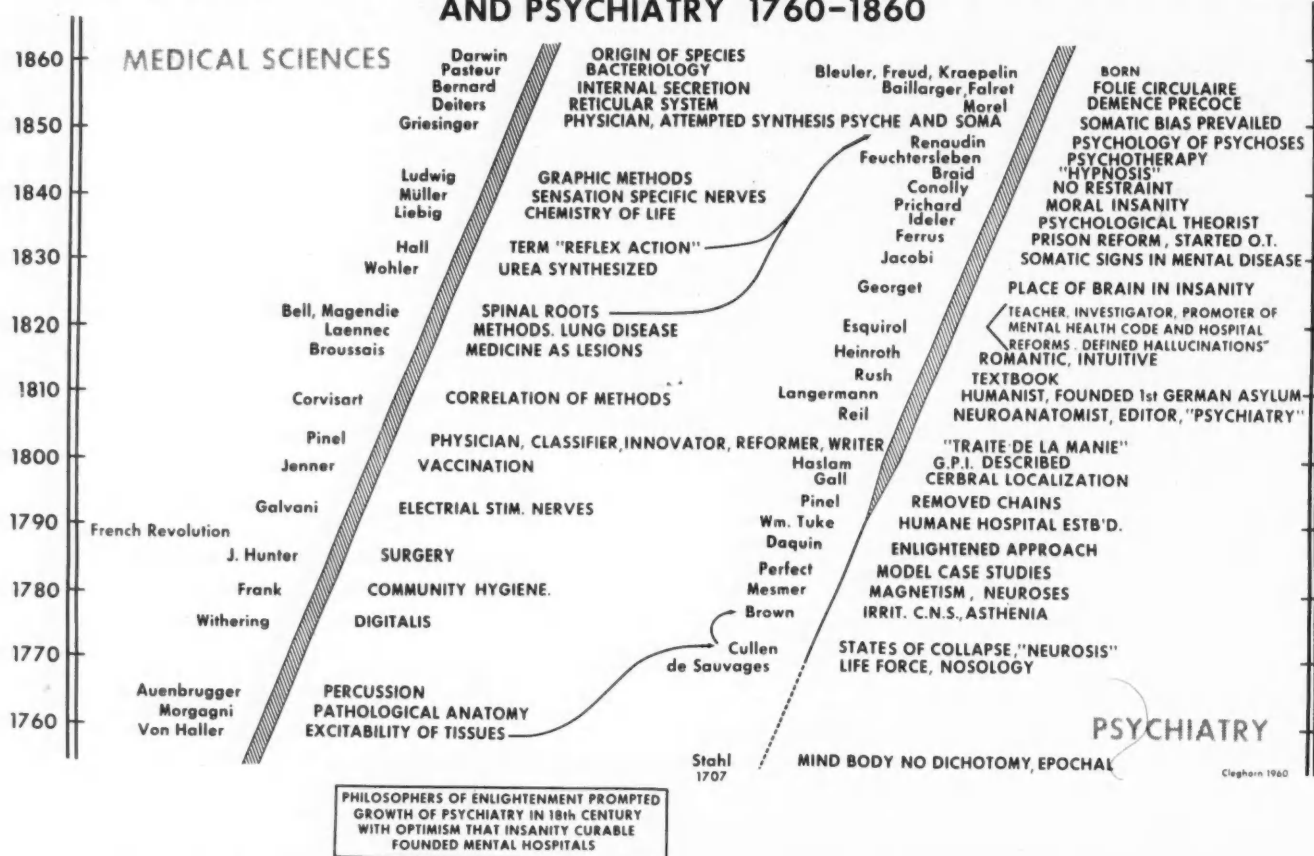 AND PSYCHIATRY 1760–1860
MEDICAL SCIENCES
1860
1850
1840
1830
1820
1810
1800
1790
1780
1770
1760
Darwin ORIGIN OF SPECIES
Pasteur BACTERIOLOGY
Bernard INTERNAL SECRETION
Deiters RETICULAR SYSTEM
Griesinger PHYSICIAN, ATTEMPTED SYNTHESIS PSYCHE AND SOMA
Ludwig GRAPHIC METHODS
Müller SENSATION SPECIFIC NERVES
Liebig CHEMISTRY OF LIFE
Hall TERM "REFLEX ACTION"
Wohler UREA SYNTHESIZED
Bell, Magendie SPINAL ROOTS
Laennec METHODS. LUNG DISEASE
Broussais MEDICINE AS LESIONS
Corvisart CORRELATION OF METHODS
Pinel PHYSICIAN, CLASSIFIER, INNOVATOR, REFORMER, WRITER
Jenner VACCINATION
Galvani ELECTRIAL STIM. NERVES
French Revolution
J. Hunter SURGERY
Frank COMMUNITY HYGIENE.
Withering DIGITALIS
Auenbrugger PERCUSSION
Morgagni PATHOLOGICAL ANATOMY
Von Haller EXCITABILITY OF TISSUES
Bleuler, Freud, Kraepelin BORN
Baillarger, Falret FOLIE CIRCULAIRE
Morel DEMENCE PRECOCE
SOMATIC BIAS PREVAILED
Renaudin PSYCHOLOGY OF PSYCHOSES
Feuchtersleben PSYCHOTHERAPY
Braid "HYPNOSIS"
Conolly NO RESTRAINT
Prichard MORAL INSANITY
Ideler PSYCHOLOGICAL THEORIST
Ferrus PRISON REFORM, STARTED O.T.
Jacobi SOMATIC SIGNS IN MENTAL DISEASE
Georget PLACE OF BRAIN IN INSANITY
Esquirol TEACHER, INVESTIGATOR, PROMOTER OF
MENTAL HEALTH CODE AND HOSPITAL
REFORMS. DEFINED HALLUCINATIONS"
Heinroth ROMANTIC, INTUITIVE
Rush TEXTBOOK
Langermann HUMANIST, FOUNDED 1st GERMAN ASYLUM
Reil NEUROANATOMIST, EDITOR, "PSYCHIATRY"
"TRAITE DE LA MANIE"
Haslam G.P.I. DESCRIBED
Gall CERBRAL LOCALIZATION
Pinel REMOVED CHAINS
Wm. Tuke HUMANE HOSPITAL ESTB'D.
Daquin ENLIGHTENED APPROACH
Perfect MODEL CASE STUDIES
Mesmer MAGNETISM, NEUROSES
Brown IRRIT. C.N.S., ASTHENIA
Cullen STATES OF COLLAPSE, "NEUROSIS"
de Sauvages LIFE FORCE, NOSOLOGY
PSYCHIATRY
Stahl MIND BODY NO DICHOTOMY, EPOCHAL
1707
Cleghorn 1960
PHILOSOPHERS OF ENLIGHTENMENT PROMPTED
GROWTH OF PSYCHIATRY IN 18th CENTURY
WITH OPTIMISM THAT INSANITY CURABLE
FOUNDED MENTAL HOSPITALS